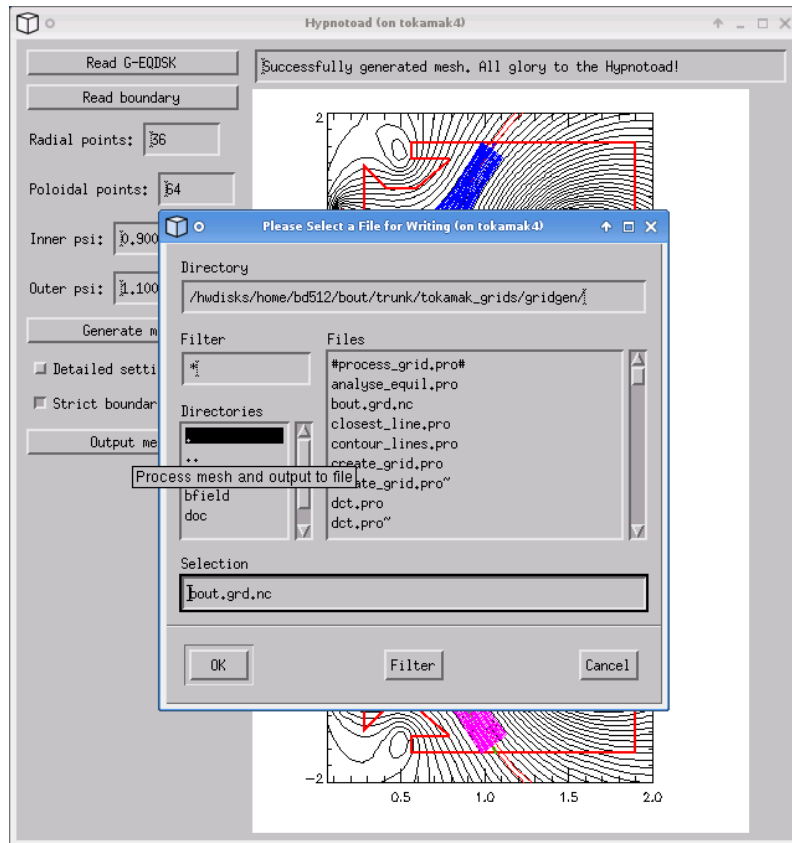 Hypnotoad (on tokamak4)
Read G-EQDSK
Successfully generated mesh. All glory to the Hypnotoad!
Read boundary
Radial points: 36
Poloidal points: 64
Inner psi: 0.900
Outer psi: 1.100
Generate m
Detailed setti
Strict boundar
Output me
Process mesh and output to file
2
-2
0.5 1.0 1.5 2.0
Please Select a File for Writing (on tokamak4)
Directory
/hwdisks/home/bd512/bout/trunk/tokamak_grids/gridgen/
Filter
*
Files
#process_grid.pro#
analyse_equil.pro
bout.grd.nc
closest_line.pro
contour_lines.pro
create_grid.pro
ate_grid.pro~
dct.pro
dct.pro~
Directories
.
..
bfield
doc
Selection
bout.grd.nc
OK
Filter
Cancel